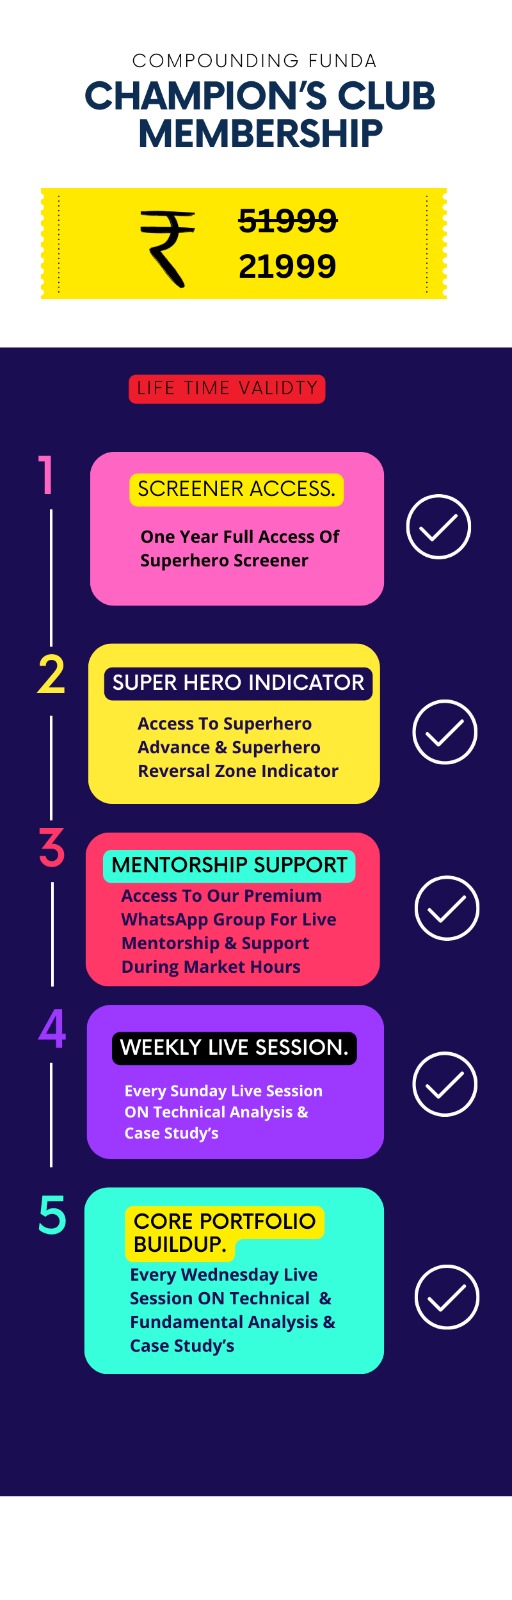 COMPOUNDING FUNDA
CHAMPION'S CLUB
MEMBERSHIP
₹
51999
21999
LIFE TIME VALIDTY
1
SCREENER ACCESS.
One Year Full Access Of
Superhero Screener
2
SUPER HERO INDICATOR
Access To Superhero
Advance & Superhero
Reversal Zone Indicator
3
MENTORSHIP SUPPORT
Access To Our Premium
WhatsApp Group For Live
Mentorship & Support
During Market Hours
4
WEEKLY LIVE SESSION.
Every Sunday Live Session
ON Technical Analysis &
Case Study's
5
CORE PORTFOLIO
BUILDUP.
Every Wednesday Live
Session ON Technical &
Fundamental Analysis &
Case Study's